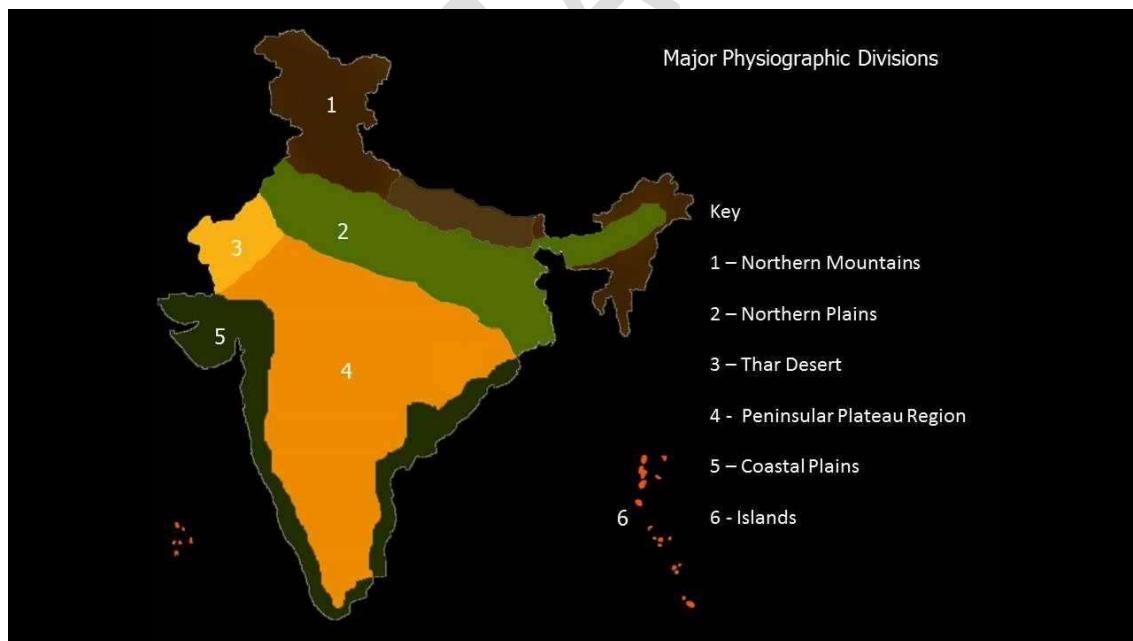 Major Physiographic Divisions
1
2
3
4
5
6
Key
1 – Northern Mountains
2 – Northern Plains
3 – Thar Desert
4 - Peninsular Plateau Region
5 – Coastal Plains
6 - Islands